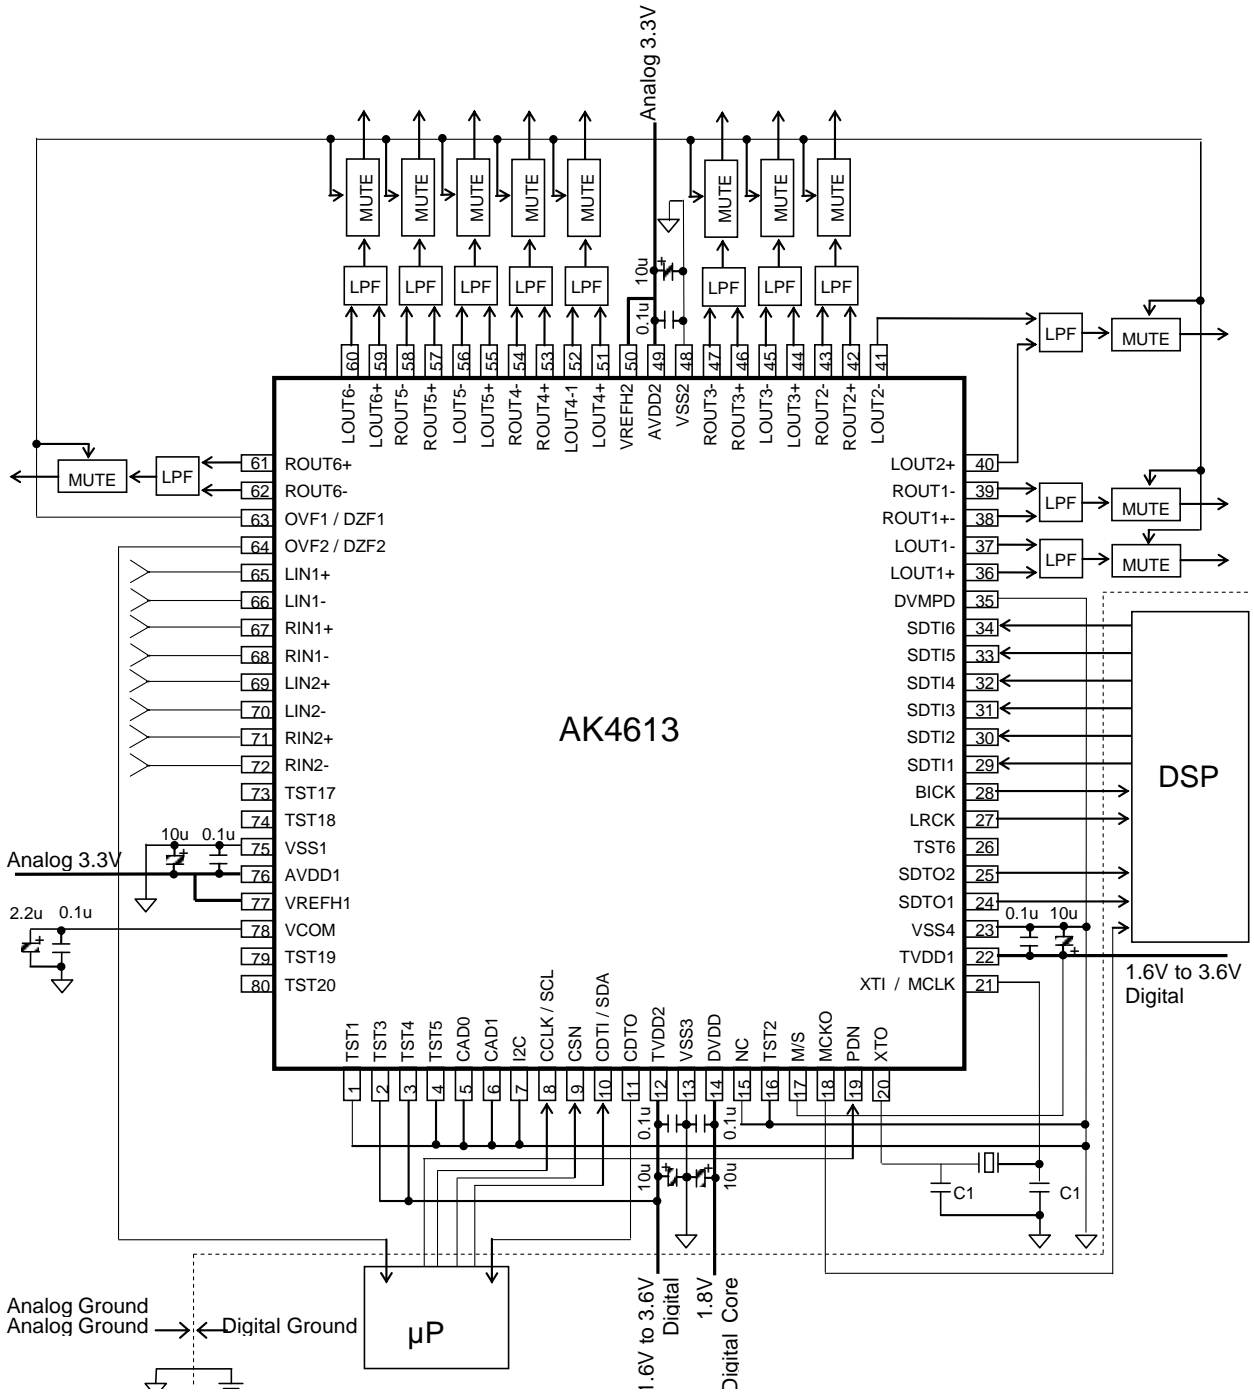 Analog 3.3V
MUTE
MUTE
MUTE
MUTE
MUTE
MUTE
MUTE
MUTE
10u
+
LPF
LPF
LPF
LPF
LPF
LPF
LPF
LPF
0.1u
LPF
MUTE
60
59
58
57
56
55
54
53
52
51
50
49
48
47
46
45
44
43
42
41
LOUT6-
LOUT6+
ROUT5-
ROUT5+
LOUT5-
LOUT5+
ROUT4-
ROUT4+
LOUT4-1
LOUT4+
VREFH2
AVDD2
VSS2
ROUT3-
ROUT3+
LOUT3-
LOUT3+
ROUT2-
ROUT2+
LOUT2-
MUTE
LPF
61 ROUT6+
62 ROUT6-
63 OVF1 / DZF1
64 OVF2 / DZF2
65 LIN1+
66 LIN1-
67 RIN1+
68 RIN1-
69 LIN2+
70 LIN2-
71 RIN2+
72 RIN2-
73 TST17
74 TST18
10u 0.1u
+
75 VSS1
Analog 3.3V
76 AVDD1
77 VREFH1
2.2u 0.1u
+
78 VCOM
79 TST19
80 TST20
AK4613
LOUT2+ 40
ROUT1- 39
ROUT1+- 38
LPF
MUTE
LOUT1- 37
LOUT1+ 36
LPF
MUTE
DVMPD 35
SDTI6 34
SDTI5 33
SDTI4 32
SDTI3 31
SDTI2 30
SDTI1 29
DSP
BICK 28
LRCK 27
TST6 26
SDTO2 25
SDTO1 24
0.1u 10u
+
VSS4 23
TVDD1 22
1.6V to 3.6V
Digital
XTI / MCLK 21
TST1
TST3
TST4
TST5
CAD0
CAD1
I2C
CCLK / SCL
CSN
CDTI / SDA
CDTO
TVDD2
VSS3
DVDD
NC
TST2
M/S
MCKO
PDN
XTO
1
2
3
4
5
6
7
8
9
10
11
12
13
14
15
16
17
18
19
20
0.1u
0.1u
10u
+
+
10u
C1
C1
1.6V to 3.6V
Digital
1.8V
Digital Core
µP
Analog Ground
Analog Ground
Digital Ground